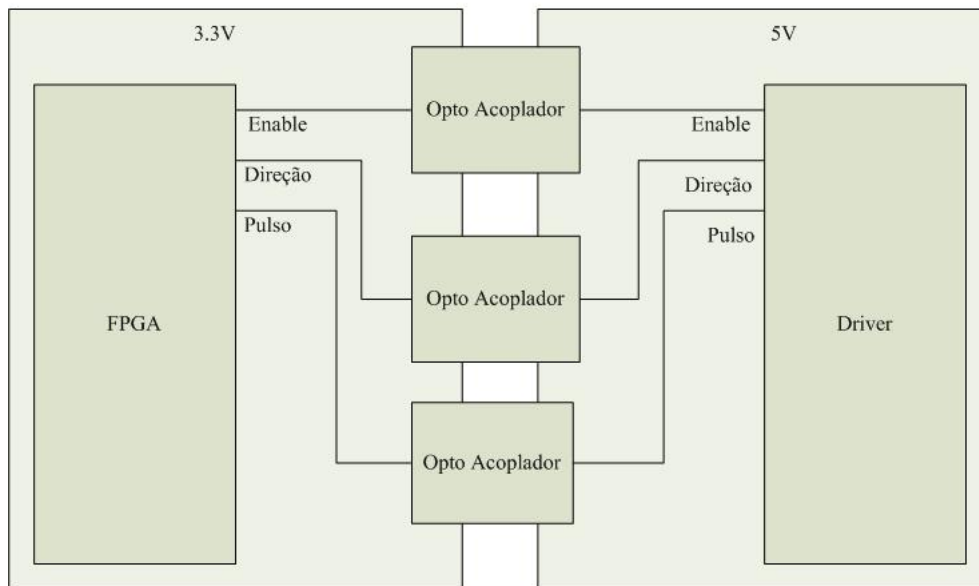 3.3V
5V
Opto Acoplador
Enable
Enable
Direção
Direção
Pulso
Pulso
Opto Acoplador
FPGA
Driver
Opto Acoplador